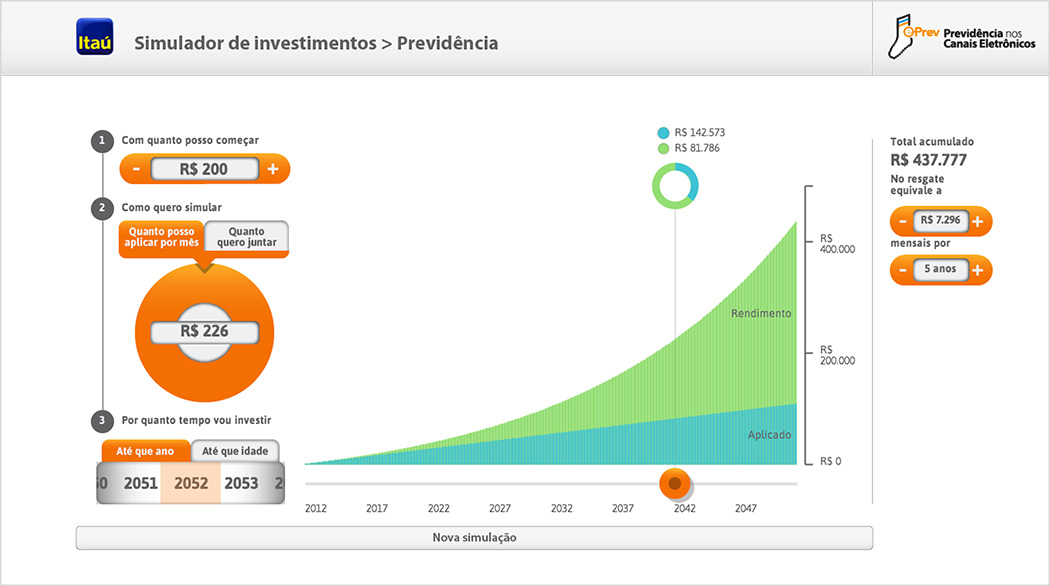 Itaú
Simulador de investimentos > Previdência
ePrev Previdência nos
Canais Eletrônicos
1 Com quanto posso começar
- R$ 200 +
2 Como quero simular
Quanto posso
aplicar por mês
Quanto
quero juntar
R$ 226
3 Por quanto tempo vou investir
Até que ano
Até que idade
50 2051 2052 2053 2
R$ 142.573
R$ 81.786
R$
400.000
Rendimento
R$
200.000
Aplicado
R$ 0
2012 2017 2022 2027 2032 2037 2042 2047
Total acumulado
R$ 437.777
No resgate
equivale a
- R$ 7.296 +
mensais por
- 5 anos +
Nova simulação